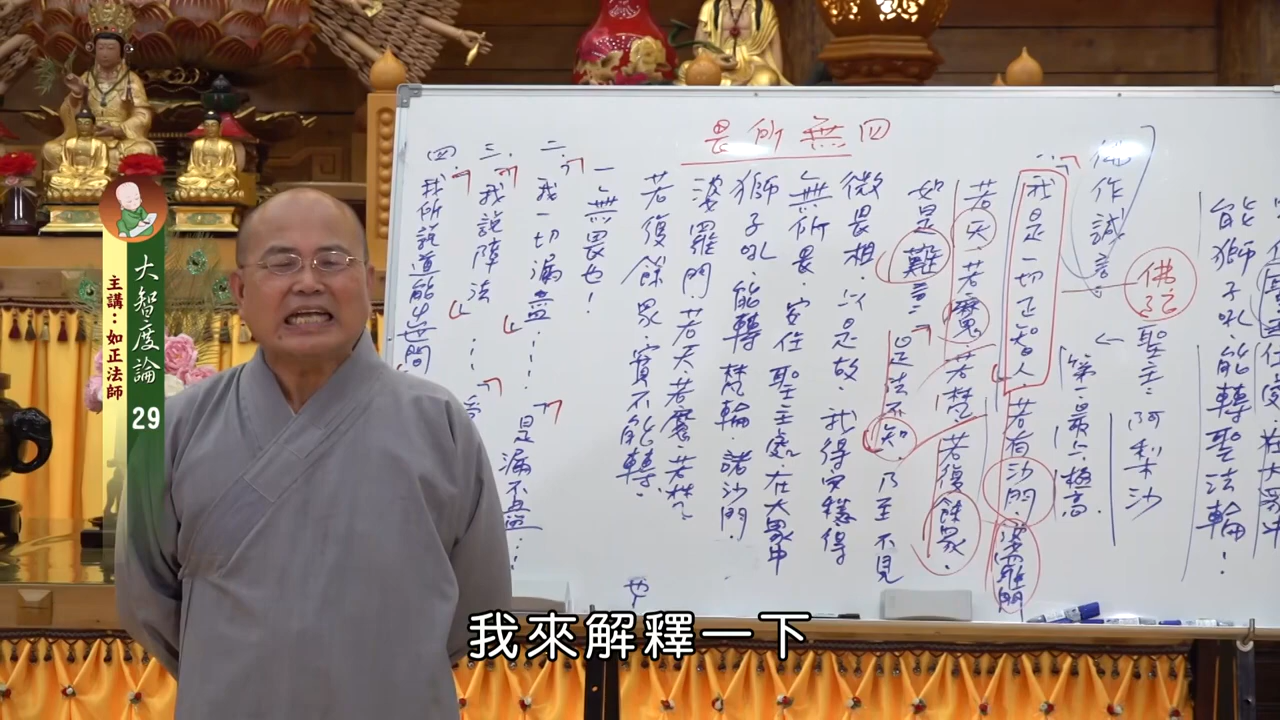 四無所畏
能獅子吼、能轉聖法輪．
佛作誠言
佛号
聖主：阿梨沙
第一、最上、極高．
一.
我是一切正智人．若有沙門、婆羅門
若天、若魔、若梵、若復餘眾、
如是難言：「是法不知」，乃至不見
微畏相．以是故，我得安穩得
無所畏．安住聖主處，在大眾中
獅子吼、能轉梵輪．諸沙門
婆羅門、若天若魔若梵、
若復餘眾，實不能轉．
一無畏也！
二、「我一切漏盡……」「是漏不盡…
三、「我說障法……」
四、「我所說道能出世間
大智度論
29
主講：如正法師
我來解釋一下